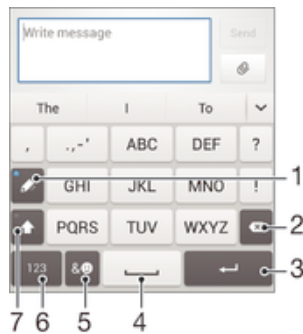 Write message
Send
The I To
, .,-' ABC DEF ?
GHI JKL MNO !
1
PQRS TUV WXYZ
2
123 &
3
7 6 5 4